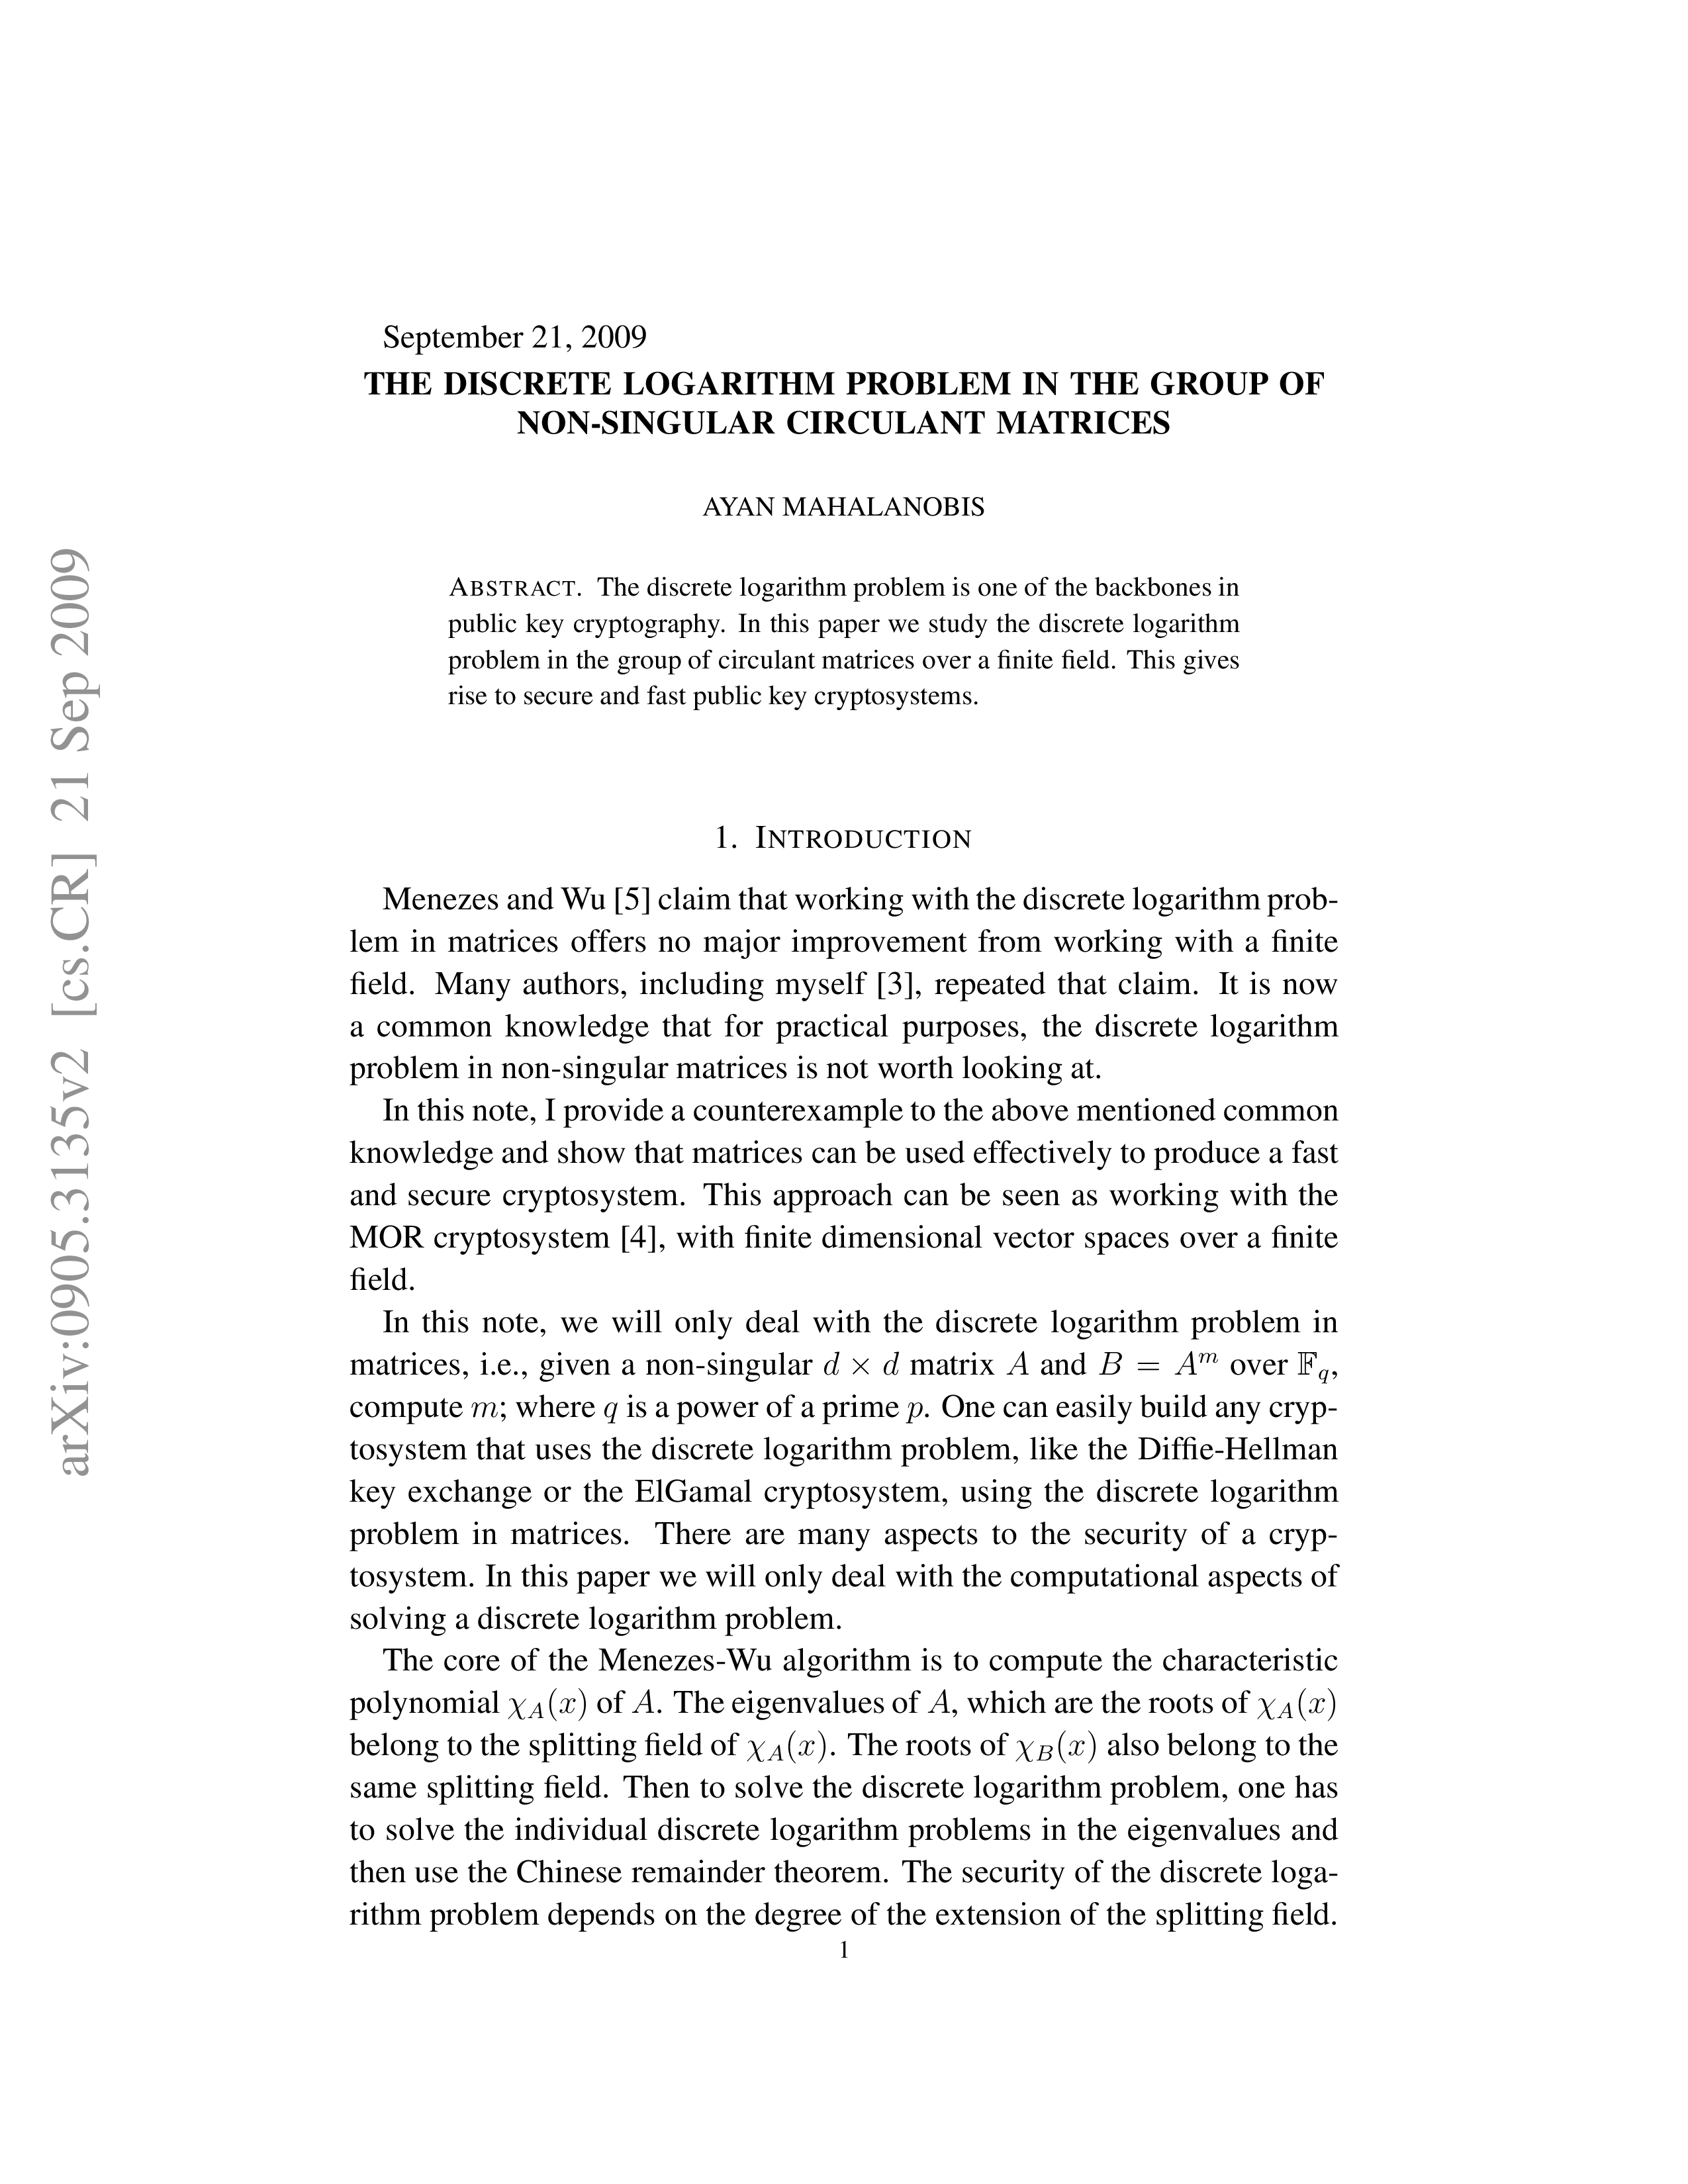 arXiv:0905.3135v2 [cs.CR] 21 Sep 2009
September 21, 2009
THE DISCRETE LOGARITHM PROBLEM IN THE GROUP OF
NON-SINGULAR CIRCULANT MATRICES
AYAN MAHALANOBIS
ABSTRACT. The discrete logarithm problem is one of the backbones in
public key cryptography. In this paper we study the discrete logarithm
problem in the group of circulant matrices over a finite field. This gives
rise to secure and fast public key cryptosystems.
1. INTRODUCTION
Menezes and Wu [5] claim that working with the discrete logarithm prob-
lem in matrices offers no major improvement from working with a finite
field. Many authors, including myself [3], repeated that claim. It is now
a common knowledge that for practical purposes, the discrete logarithm
problem in non-singular matrices is not worth looking at.
In this note, I provide a counterexample to the above mentioned common
knowledge and show that matrices can be used effectively to produce a fast
and secure cryptosystem. This approach can be seen as working with the
MOR cryptosystem [4], with finite dimensional vector spaces over a finite
field.
In this note, we will only deal with the discrete logarithm problem in
matrices, i.e., given a non-singular $d \times d$ matrix $A$ and $B = A^m$ over $\mathbb{F}_q$,
compute $m$; where $q$ is a power of a prime $p$. One can easily build any cryp-
tosystem that uses the discrete logarithm problem, like the Diffie-Hellman
key exchange or the ElGamal cryptosystem, using the discrete logarithm
problem in matrices. There are many aspects to the security of a cryp-
tosystem. In this paper we will only deal with the computational aspects of
solving a discrete logarithm problem.
The core of the Menezes-Wu algorithm is to compute the characteristic
polynomial $\chi_A(x)$ of $A$. The eigenvalues of $A$, which are the roots of $\chi_A(x)$
belong to the splitting field of $\chi_A(x)$. The roots of $\chi_B(x)$ also belong to the
same splitting field. Then to solve the discrete logarithm problem, one has
to solve the individual discrete logarithm problems in the eigenvalues and
then use the Chinese remainder theorem. The security of the discrete loga-
rithm problem depends on the degree of the extension of the splitting field.
1